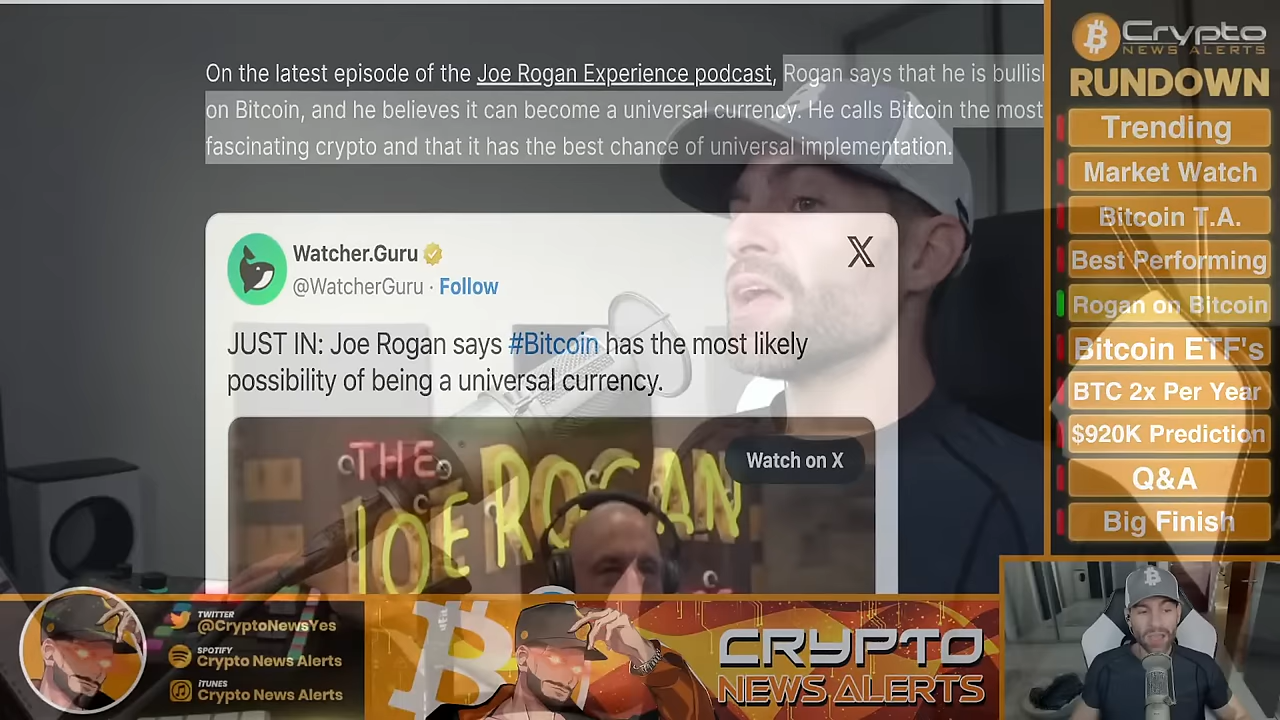 On the latest episode of the Joe Rogan Experience podcast, Rogan says that he is bullis
on Bitcoin, and he believes it can become a universal currency. He calls Bitcoin the most
fascinating crypto and that it has the best chance of universal implementation.
Watcher.Guru
@WatcherGuru · Follow
X
JUST IN: Joe Rogan says #Bitcoin has the most likely
possibility of being a universal currency.
Watch on X
THE
JOE ROGAN
Crypto
NEWS ALERTS
RUNDOWN
Trending
Market Watch
Bitcoin T.A.
Best Performing
Rogan on Bitcoin
Bitcoin ETF's
BTC 2x Per Year
$920K Prediction
Q&A
Big Finish
TWITTER
@CryptoNewsYes
SPOTIFY
Crypto News Alerts
iTUNES
Crypto News Alerts
CRYPTO
NEWS ALERTS